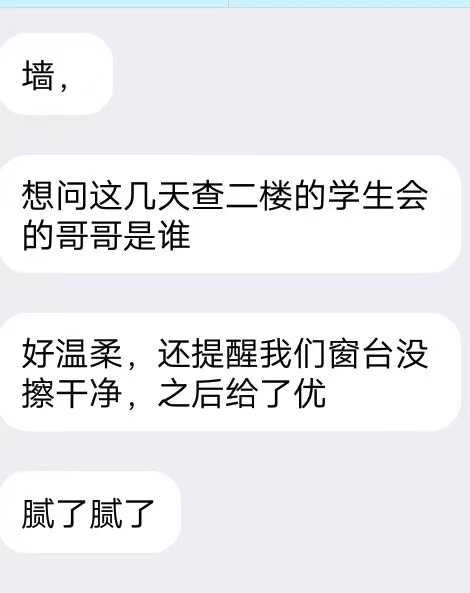 墙，
想问这几天查二楼的学生会
的哥哥是谁
好温柔，还提醒我们窗台没
擦干净，之后给了优
腻了腻了